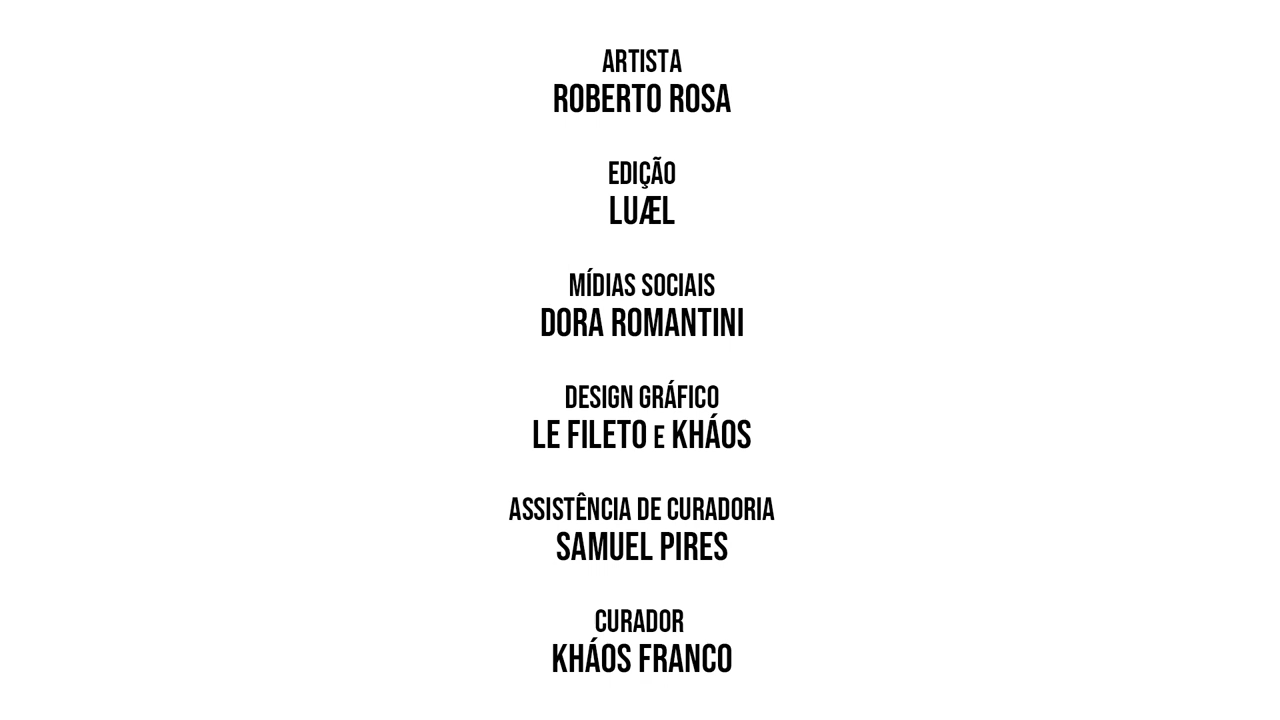 ARTISTA
ROBERTO ROSA
EDIÇÃO
LUÆL
MÍDIAS SOCIAIS
DORA ROMANTINI
DESIGN GRÁFICO
LE FILETO E KHÁOS
ASSISTÊNCIA DE CURADORIA
SAMUEL PIRES
CURADOR
KHÁOS FRANCO